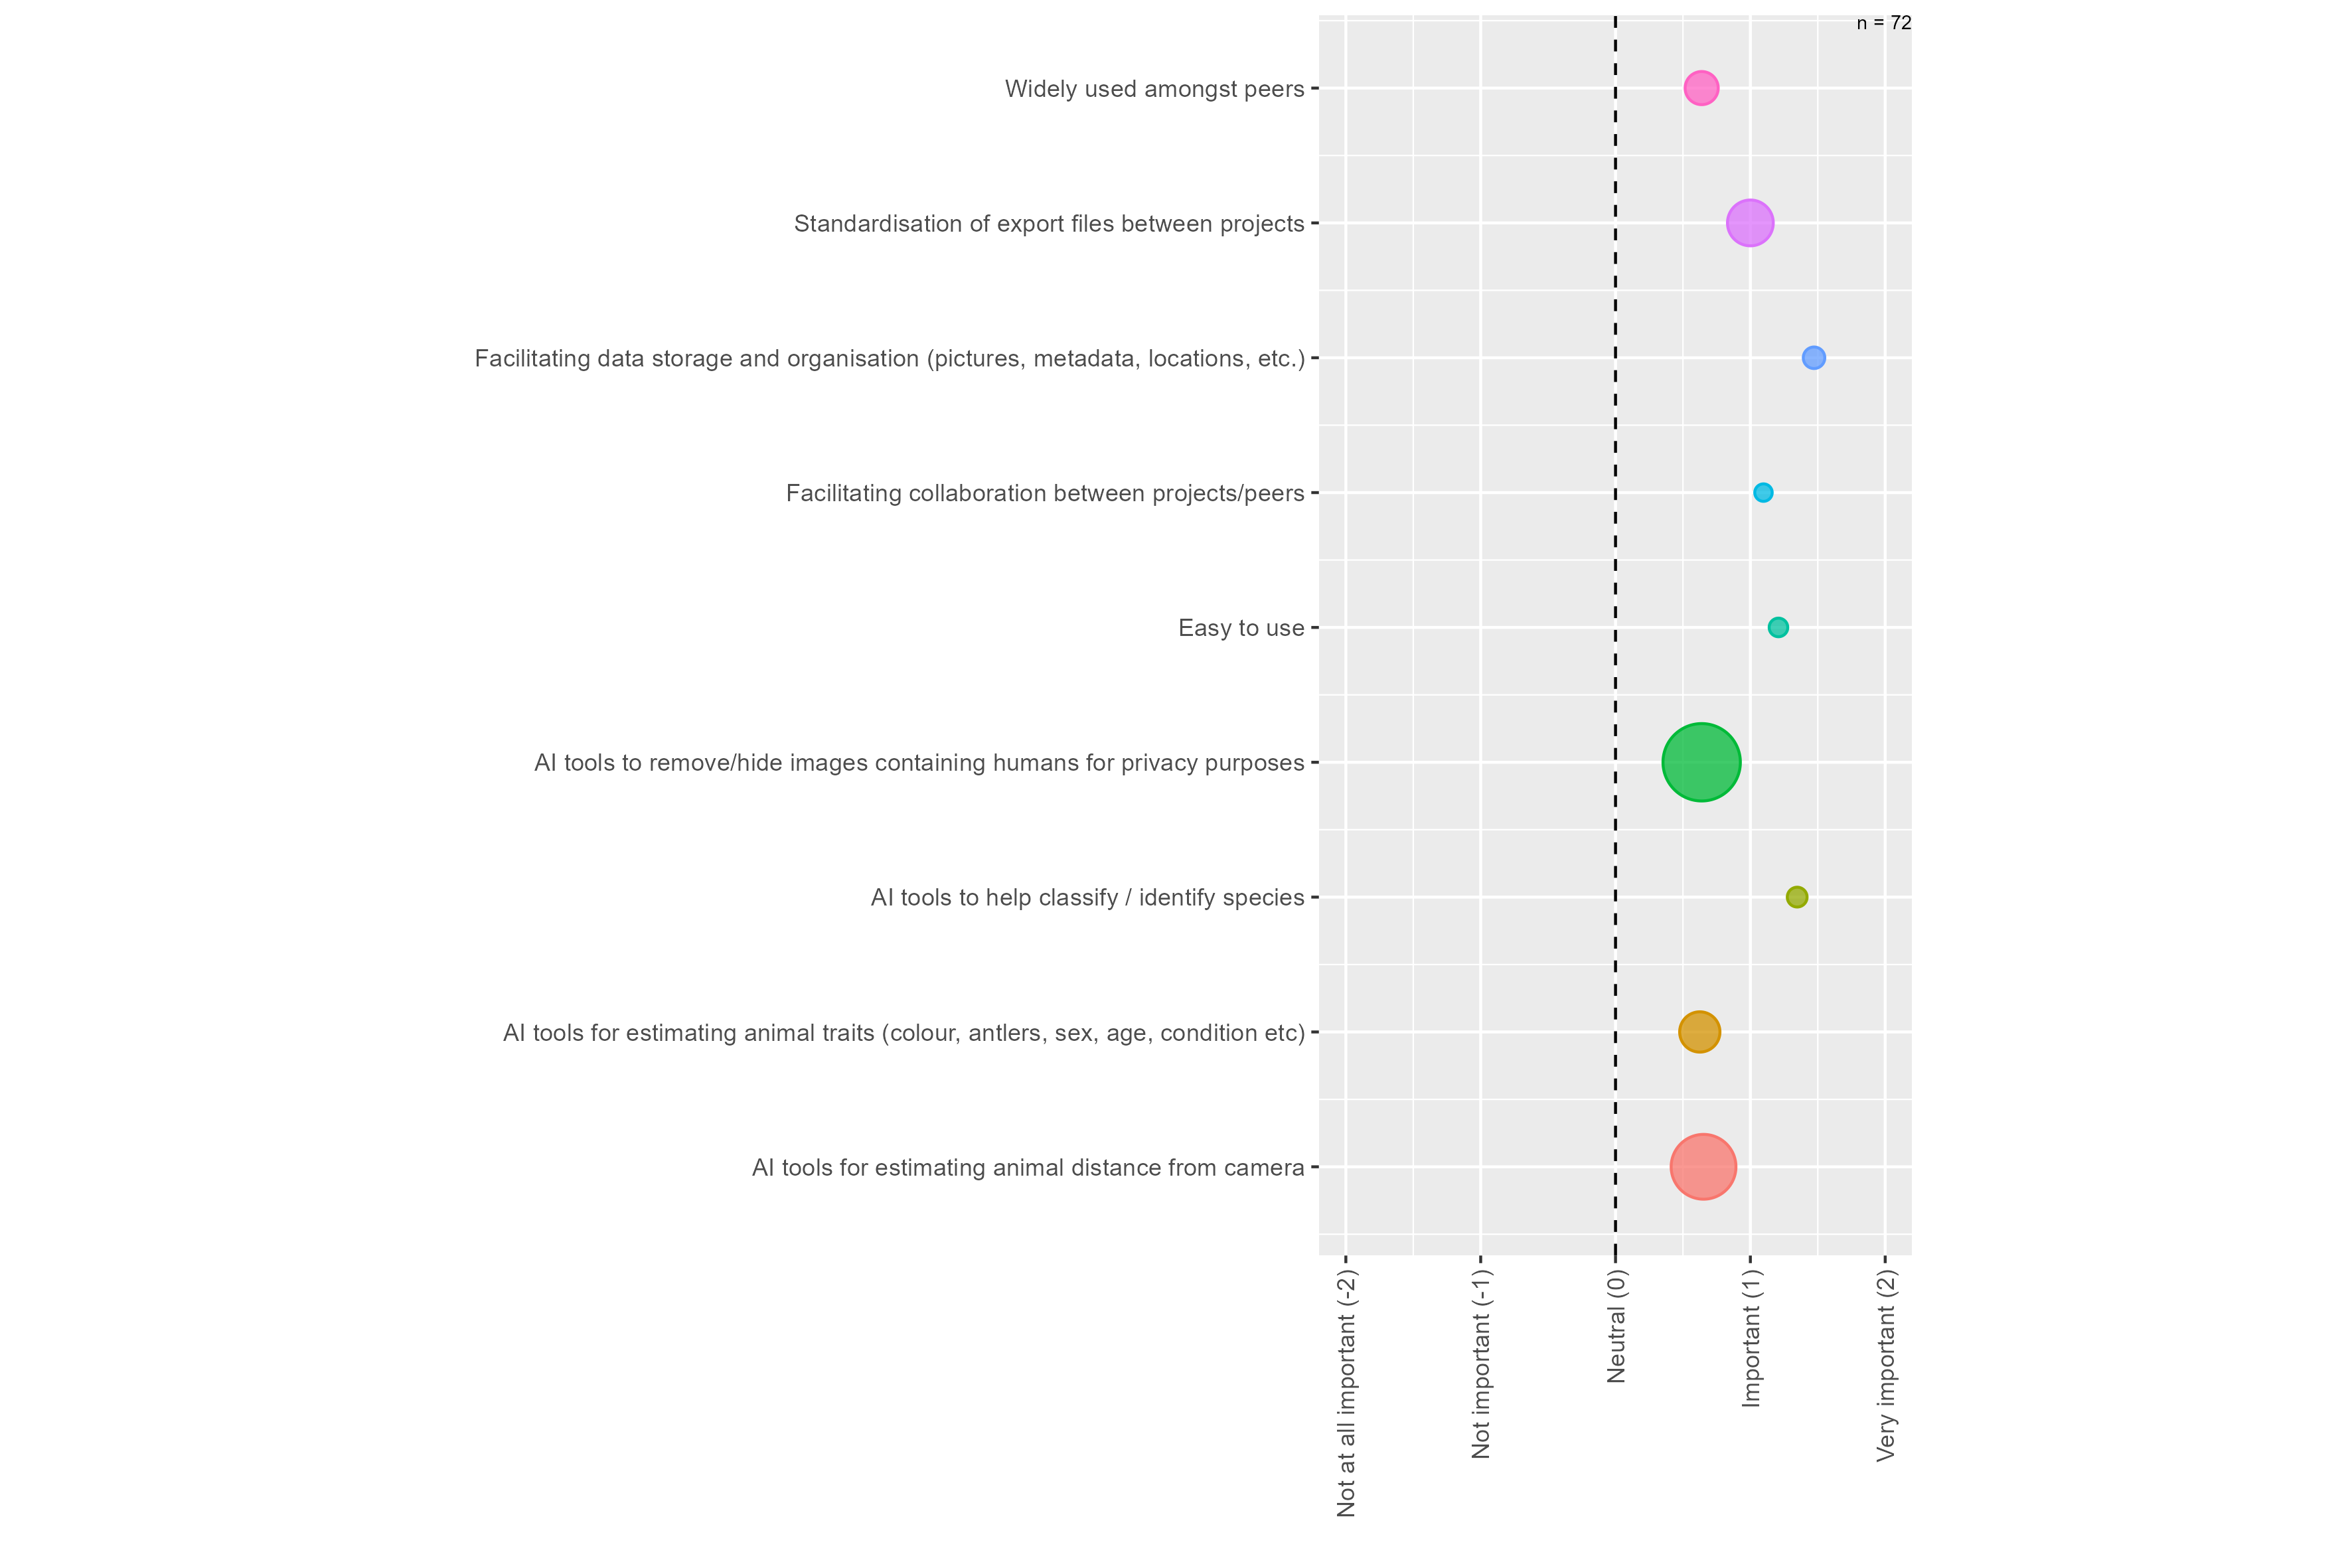 n = 72
Widely used amongst peers
Standardisation of export files between projects
Facilitating data storage and organisation (pictures, metadata, locations, etc.)
Facilitating collaboration between projects/peers
Easy to use
AI tools to remove/hide images containing humans for privacy purposes
AI tools to help classify / identify species
AI tools for estimating animal traits (colour, antlers, sex, age, condition etc)
AI tools for estimating animal distance from camera
Not at all important (-2)
Not important (-1)
Neutral (0)
Important (1)
Very important (2)